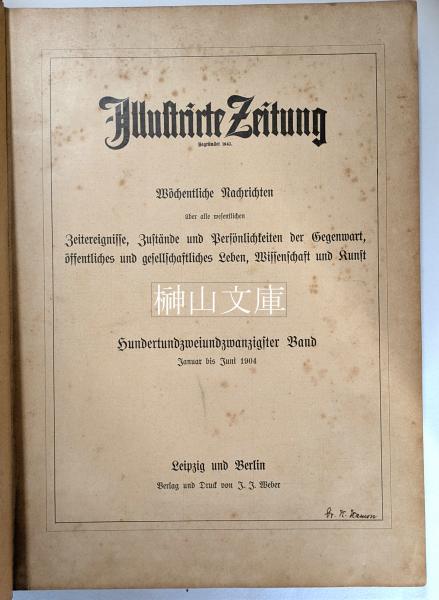 Illustrirte Zeitung
Begründet 1843.
Wöchentliche Nachrichten
über alle wesentlichen
Zeitereignisse, Zustände und Persönlichkeiten der Gegenwart,
öffentliches und gesellschaftliches Leben, Wissenschaft und Kunst
榊山文庫
Hundertundzweiundzwanzigster Band
Januar bis Juni 1904
Leipzig und Berlin
Verlag und Druck von J. J. Weber